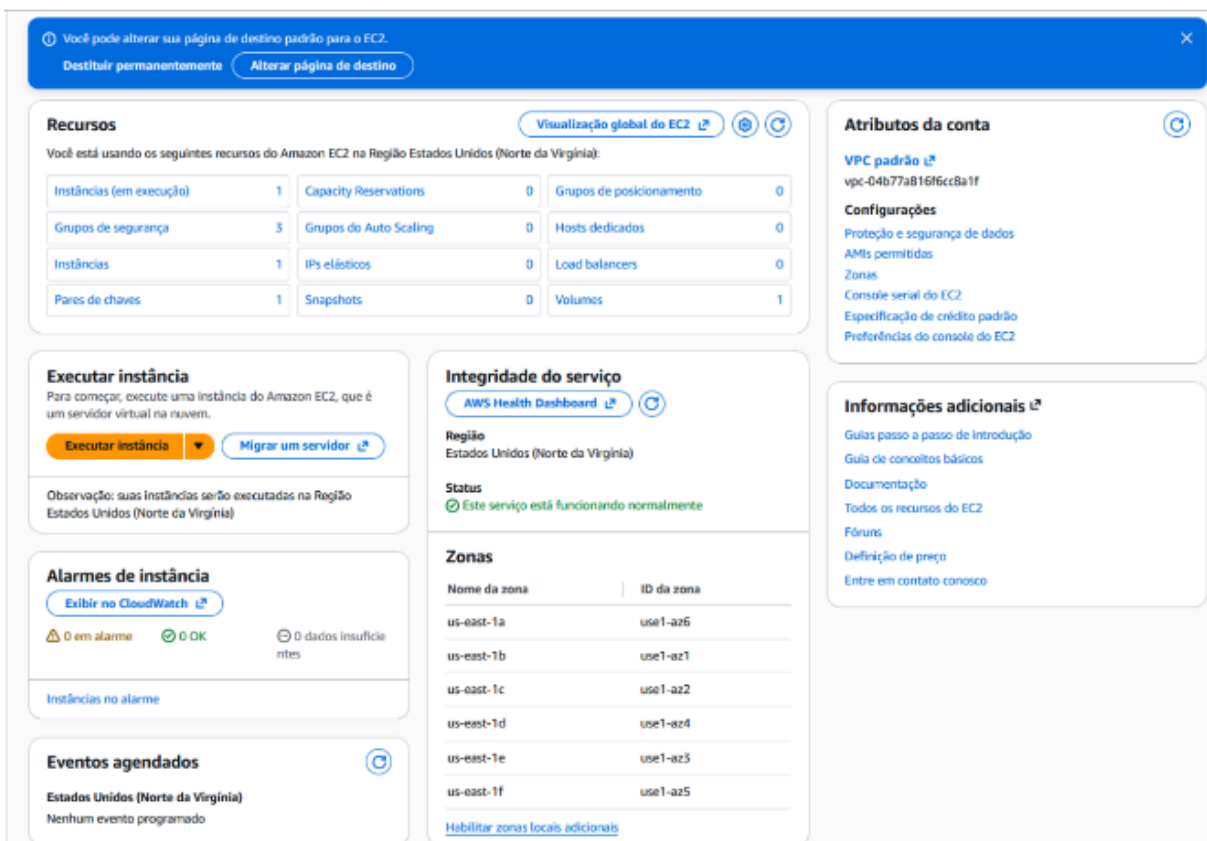 Você pode alterar sua página de destino padrão para o EC2.
Destituir permanentemente
Alterar página de destino
Recursos
Visualização global do EC2
Você está usando os seguintes recursos do Amazon EC2 na Região Estados Unidos (Norte da Virgínia):
Instâncias (em execução) 1
Capacity Reservations 0
Grupos de posicionamento 0
Grupos de segurança 3
Grupos do Auto Scaling 0
Hosts dedicados 0
Instâncias 1
IPs elásticos 0
Load balancers 0
Pares de chaves 1
Snapshots 0
Volumes 1
Executar instância
Para começar, execute uma instância do Amazon EC2, que é
um servidor virtual na nuvem.
Executar instância
Migrar um servidor
Observação: suas instâncias serão executadas na Região
Estados Unidos (Norte da Virgínia)
Alarmes de instância
Exibir no CloudWatch
0 em alarme
0 OK
0 dados insuficie
ntes
Instâncias no alarme
Eventos agendados
Estados Unidos (Norte da Virgínia)
Nenhum evento programado
Integridade do serviço
AWS Health Dashboard
Região
Estados Unidos (Norte da Virgínia)
Status
Este serviço está funcionando normalmente
Zonas
Nome da zona ID da zona
us-east-1a use1-az6
us-east-1b use1-az1
us-east-1c use1-az2
us-east-1d use1-az4
us-east-1e use1-az3
us-east-1f use1-az5
Habilitar zonas locais adicionais
Atributos da conta
VPC padrão
vpc-04b77a816f6cc8a1f
Configurações
Proteção e segurança de dados
AMIs permitidas
Zonas
Console serial do EC2
Especificação de crédito padrão
Preferências do console do EC2
Informações adicionais
Guias passo a passo de introdução
Guia de conceitos básicos
Documentação
Todos os recursos do EC2
Fóruns
Definição de preço
Entre em contato conosco